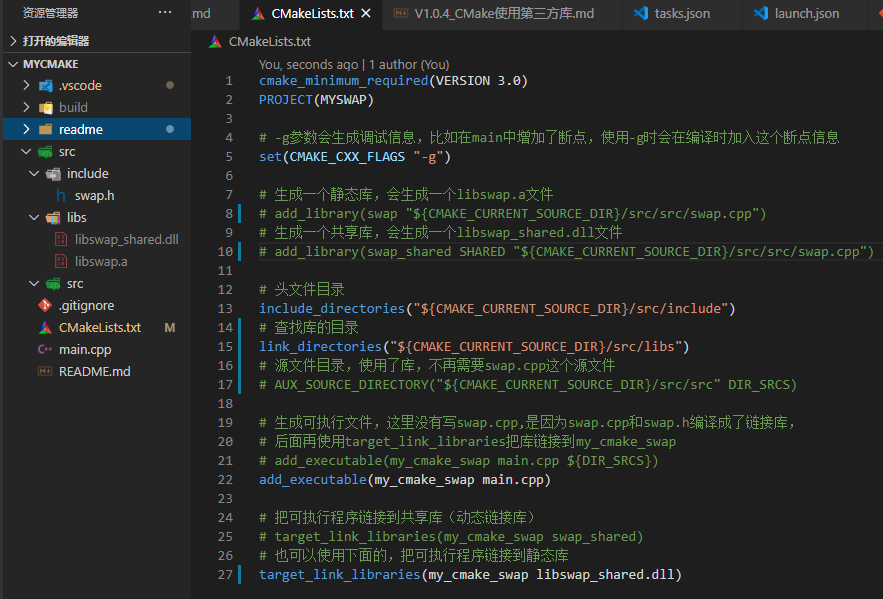 资源管理器 ···
md CMakeLists.txt V1.0.4_CMake使用第三方库.md tasks.json launch.json
打开的编辑器
CMakeLists.txt
MYCMAKE
.vscode
build
readme
src
include
h swap.h
libs
libswap_shared.dll
libswap.a
src
.gitignore
CMakeLists.txt M
main.cpp
README.md
You, seconds ago | 1 author (You)
1 cmake_minimum_required(VERSION 3.0)
2 PROJECT(MYSWAP)
3
4 # -g参数会生成调试信息，比如在main中增加了断点，使用-g时会在编译时加入这个断点信息
5 set(CMAKE_CXX_FLAGS "-g")
6
7 # 生成一个静态库，会生成一个libswap.a文件
8 # add_library(swap "${CMAKE_CURRENT_SOURCE_DIR}/src/src/swap.cpp")
9 # 生成一个共享库，会生成一个libswap_shared.dll文件
10 # add_library(swap_shared SHARED "${CMAKE_CURRENT_SOURCE_DIR}/src/src/swap.cpp")
11
12 # 头文件目录
13 include_directories("${CMAKE_CURRENT_SOURCE_DIR}/src/include")
14 # 查找库的目录
15 link_directories("${CMAKE_CURRENT_SOURCE_DIR}/src/libs")
16 # 源文件目录，使用了库，不再需要swap.cpp这个源文件
17 # AUX_SOURCE_DIRECTORY("${CMAKE_CURRENT_SOURCE_DIR}/src/src" DIR_SRCS)
18
19 # 生成可执行文件，这里没有写swap.cpp,是因为swap.cpp和swap.h编译成了链接库，
20 # 后面再使用target_link_libraries把库链接到my_cmake_swap
21 # add_executable(my_cmake_swap main.cpp ${DIR_SRCS})
22 add_executable(my_cmake_swap main.cpp)
23
24 # 把可执行程序链接到共享库（动态链接库）
25 # target_link_libraries(my_cmake_swap swap_shared)
26 # 也可以使用下面的，把可执行程序链接到静态库
27 target_link_libraries(my_cmake_swap libswap_shared.dll)